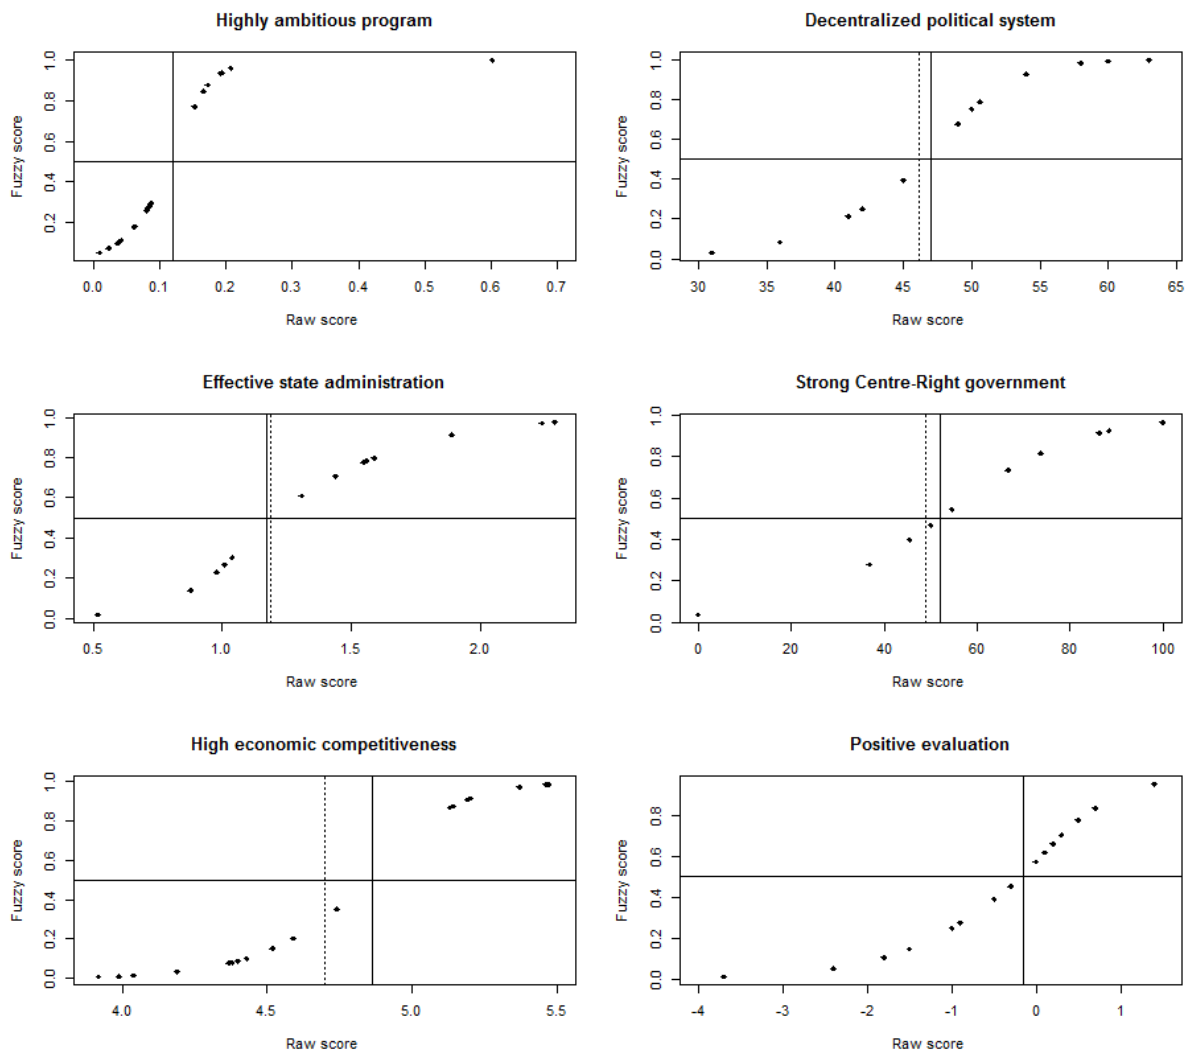 Highly ambitious program
Fuzzy score
1.0
0.8
0.6
0.4
0.2
0.0 0.1 0.2 0.3 0.4 0.5 0.6 0.7
Raw score
Decentralized political system
Fuzzy score
1.0
0.8
0.6
0.4
0.2
0.0
30 35 40 45 50 55 60 65
Raw score
Effective state administration
Fuzzy score
1.0
0.8
0.6
0.4
0.2
0.0
0.5 1.0 1.5 2.0
Raw score
Strong Centre-Right government
Fuzzy score
1.0
0.8
0.6
0.4
0.2
0.0
0 20 40 60 80 100
Raw score
High economic competitiveness
Fuzzy score
1.0
0.8
0.6
0.4
0.2
0.0
4.0 4.5 5.0 5.5
Raw score
Positive evaluation
Fuzzy score
0.8
0.6
0.4
0.2
0.0
-4 -3 -2 -1 0 1
Raw score